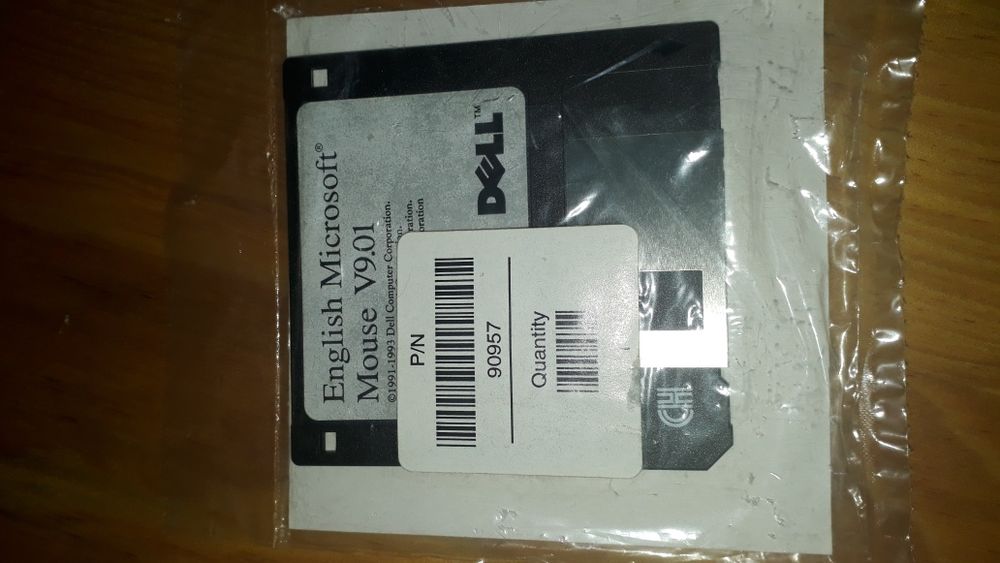 English Microsoft®
Mouse V9.01
©1991-1993 Dell Computer Corporation.
DELL™
P/N
90957
Quantity